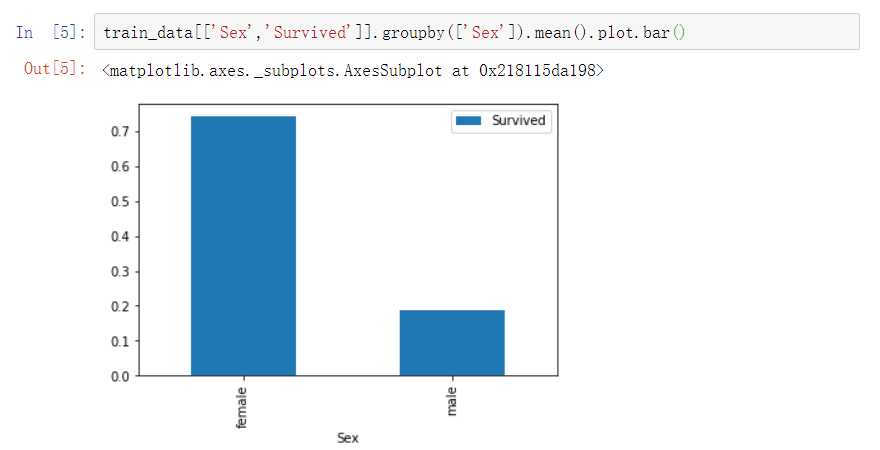 In [5]: train_data[['Sex','Survived']].groupby(['Sex']).mean().plot.bar()
Out[5]: <matplotlib.axes._subplots.AxesSubplot at 0x218115da198>
Survived
0.7
0.6
0.5
0.4
0.3
0.2
0.1
0.0
female
male
Sex